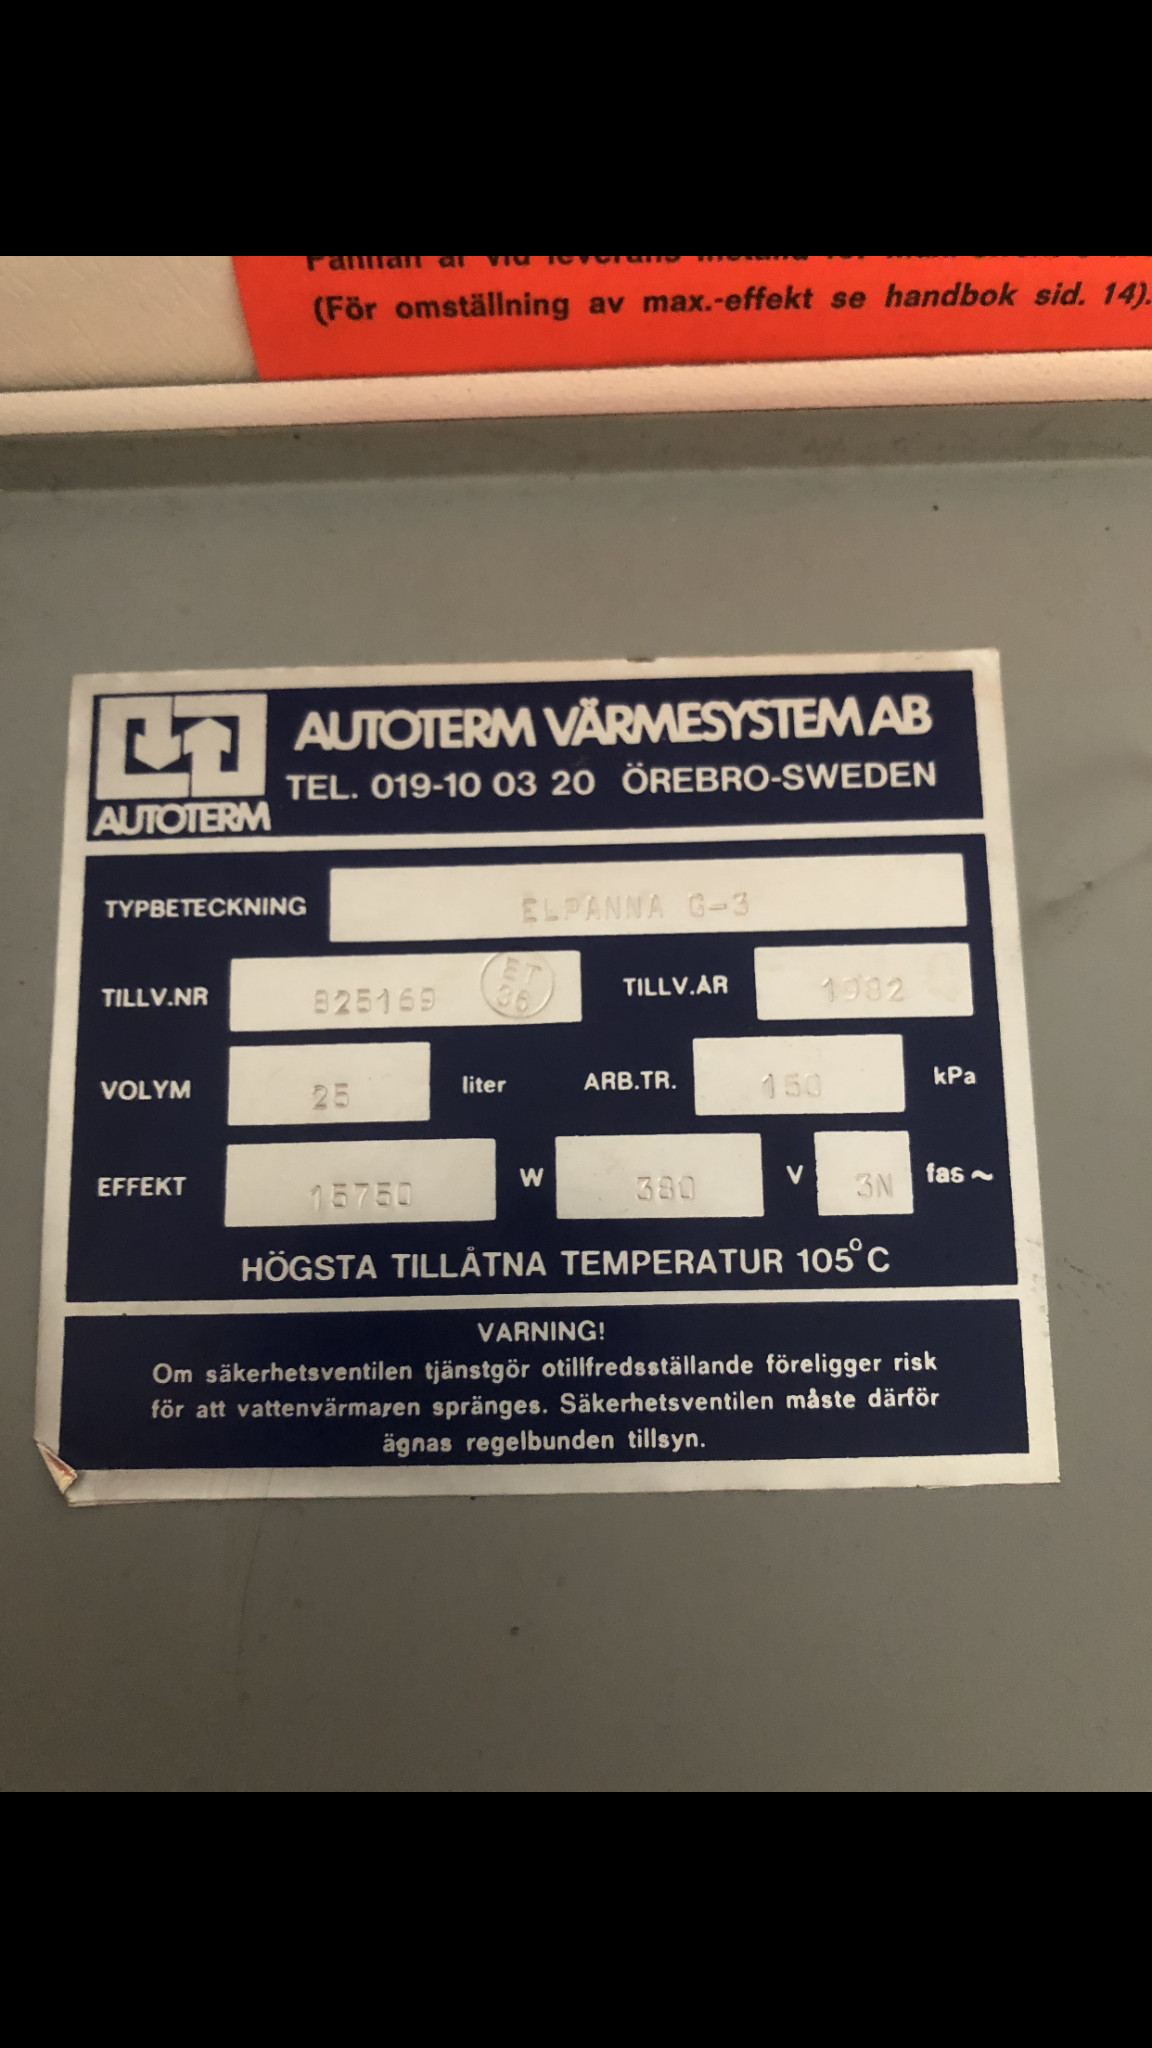 (För omställning av max.-effekt se handbok sid. 14).
AUTOTERM
AUTOTERM VÄRMESYSTEM AB
TEL. 019-10 03 20 ÖREBRO-SWEDEN
TYPBETECKNING ELPANNA G-3
TILLV.NR 825169 ET 36 TILLV.ÅR 1982
VOLYM 25 liter ARB.TR. 150 kPa
EFFEKT 15750 W 380 V 3N fas ~
HÖGSTA TILLÅTNA TEMPERATUR 105°C
VARNING!
Om säkerhetsventilen tjänstgör otillfredsställande föreligger risk
för att vattenvärmaren spränges. Säkerhetsventilen måste därför
ägnas regelbunden tillsyn.